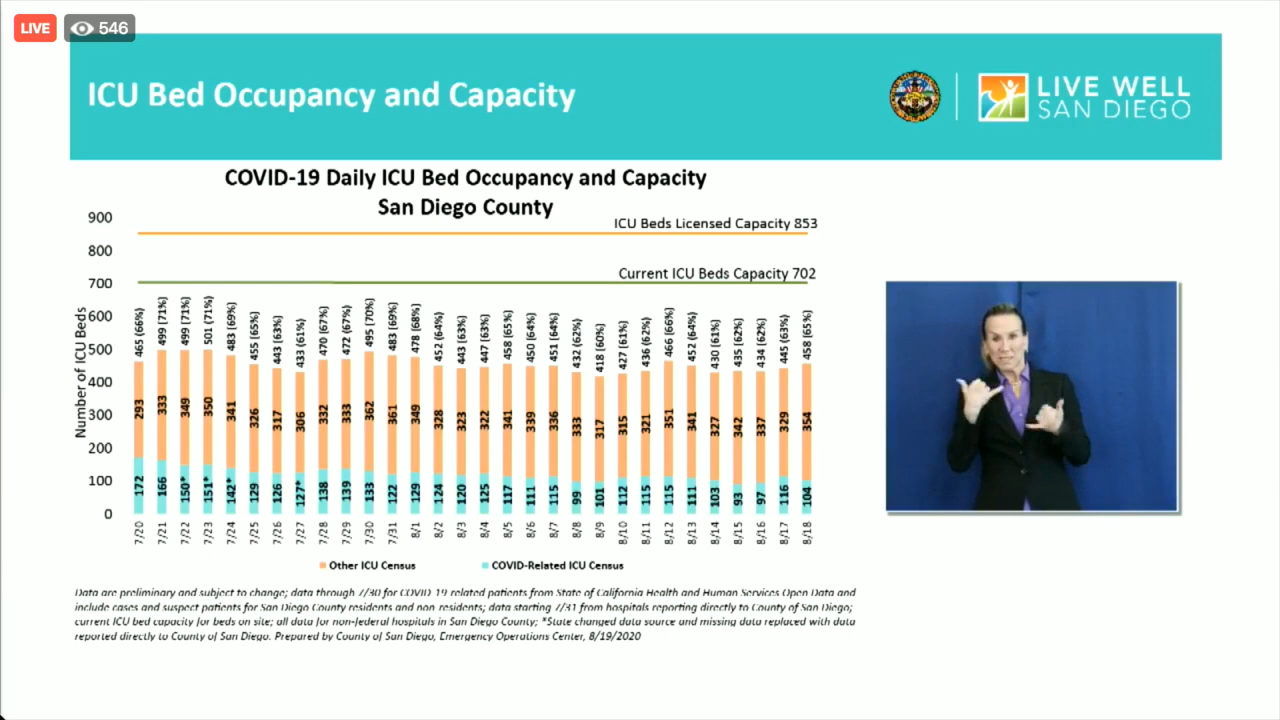 LIVE 546
ICU Bed Occupancy and Capacity
LIVE WELL
SAN DIEGO
COVID-19 Daily ICU Bed Occupancy and Capacity
San Diego County
900
ICU Beds Licensed Capacity 853
800
Current ICU Beds Capacity 702
700
600
500
400
300
200
100
0
Number of ICU Beds
465 (66%) 499 (71%) 499 (71%) 501 (71%) 483 (69%) 455 (65%) 443 (63%) 433 (61%) 470 (67%) 472 (67%) 495 (70%) 483 (69%) 478 (68%) 452 (64%) 443 (63%) 447 (63%) 458 (65%) 450 (64%) 451 (64%) 432 (62%) 418 (60%) 427 (61%) 436 (62%) 466 (66%) 452 (64%) 430 (61%) 435 (62%) 434 (62%) 445 (63%) 458 (65%)
293 333 349 350 341 326 317 306 332 333 362 361 349 328 323 322 341 339 336 333 317 315 321 351 341 327 342 337 329 354
172 166 150* 151* 142* 129 126 127* 138 139 133 122 129 124 120 125 117 111 115 99 101 112 115 115 111 103 93 97 116 104
7/20 7/21 7/22 7/23 7/24 7/25 7/26 7/27 7/28 7/29 7/30 7/31 8/1 8/2 8/3 8/4 8/5 8/6 8/7 8/8 8/9 8/10 8/11 8/12 8/13 8/14 8/15 8/16 8/17 8/18
Other ICU Census COVID-Related ICU Census
Data are preliminary and subject to change; data through 7/30 for COVID-19 related patients from State of California Health and Human Services Open Data and
include cases and suspect patients for San Diego County residents and non-residents; data starting 7/31 from hospitals reporting directly to County of San Diego;
current ICU bed capacity for beds on site; all data for non-federal hospitals in San Diego County; *State changed data source and missing data replaced with data
reported directly to County of San Diego. Prepared by County of San Diego, Emergency Operations Center, 8/19/2020